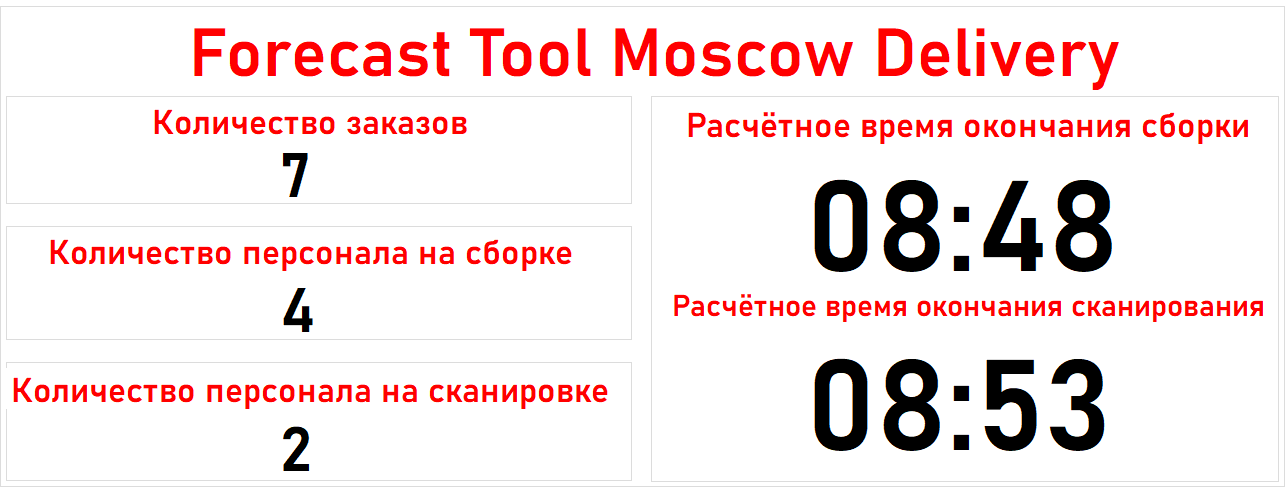 Forecast Tool Moscow Delivery
Количество заказов
7
Количество персонала на сборке
4
Количество персонала на сканировке
2
Расчётное время окончания сборки
08:48
Расчётное время окончания сканирования
08:53